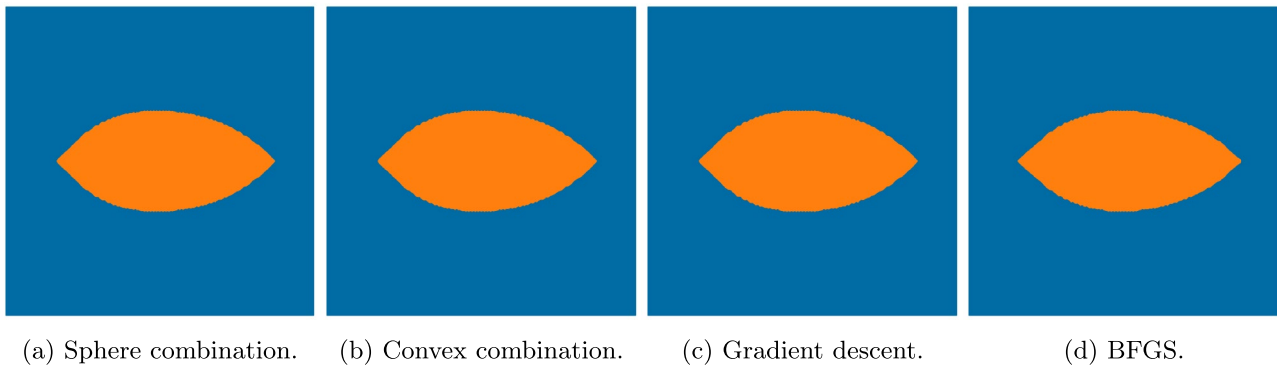 (a) Sphere combination.
(b) Convex combination.
(c) Gradient descent.
(d) BFGS.